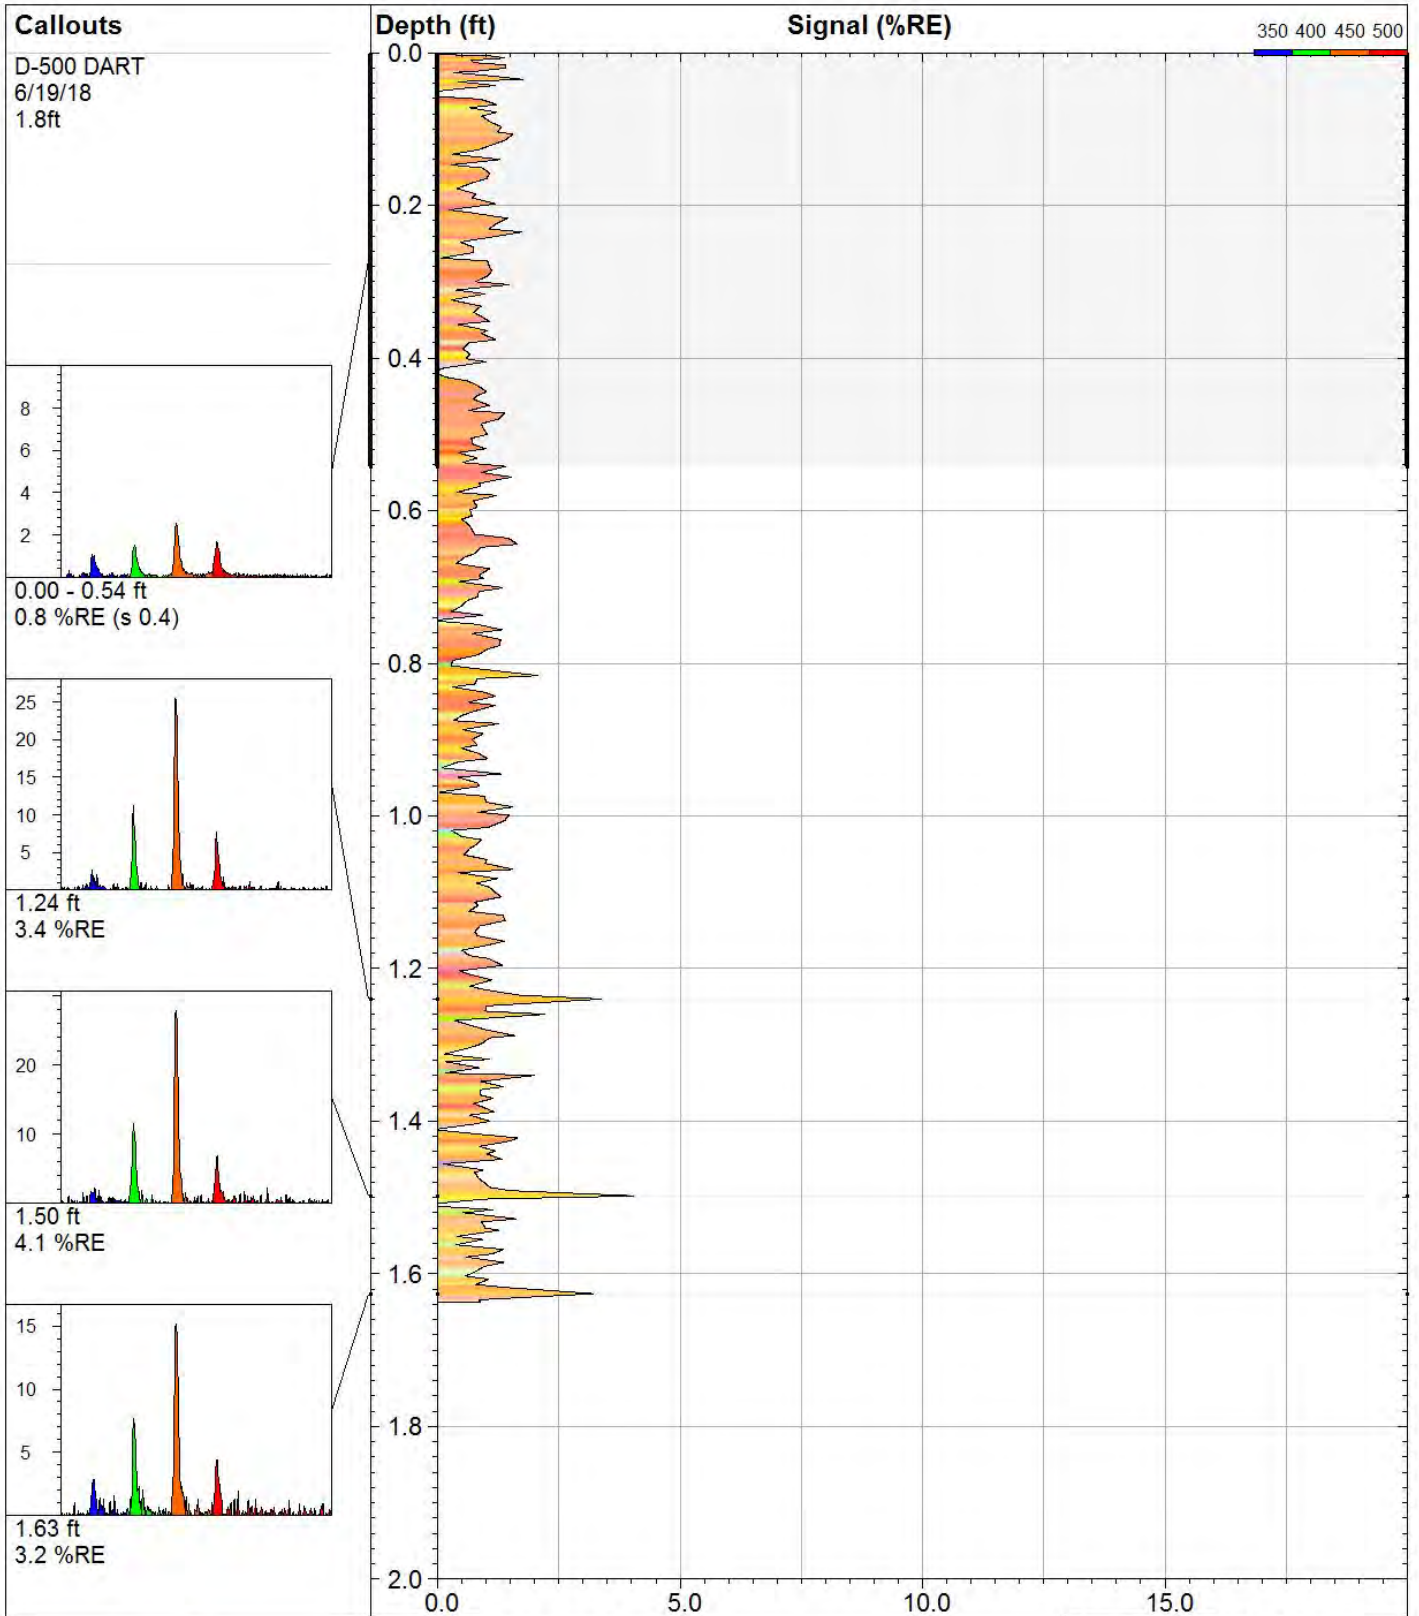 Callouts
Depth (ft)
Signal (%RE)
350 400 450 500
D-500 DART
6/19/18
1.8ft
8
6
4
2
0.00 - 0.54 ft
0.8 %RE (s 0.4)
25
20
15
10
5
1.24 ft
3.4 %RE
20
10
1.50 ft
4.1 %RE
15
10
5
1.63 ft
3.2 %RE
0.0
0.2
0.4
0.6
0.8
1.0
1.2
1.4
1.6
1.8
2.0
0.0 5.0 10.0 15.0